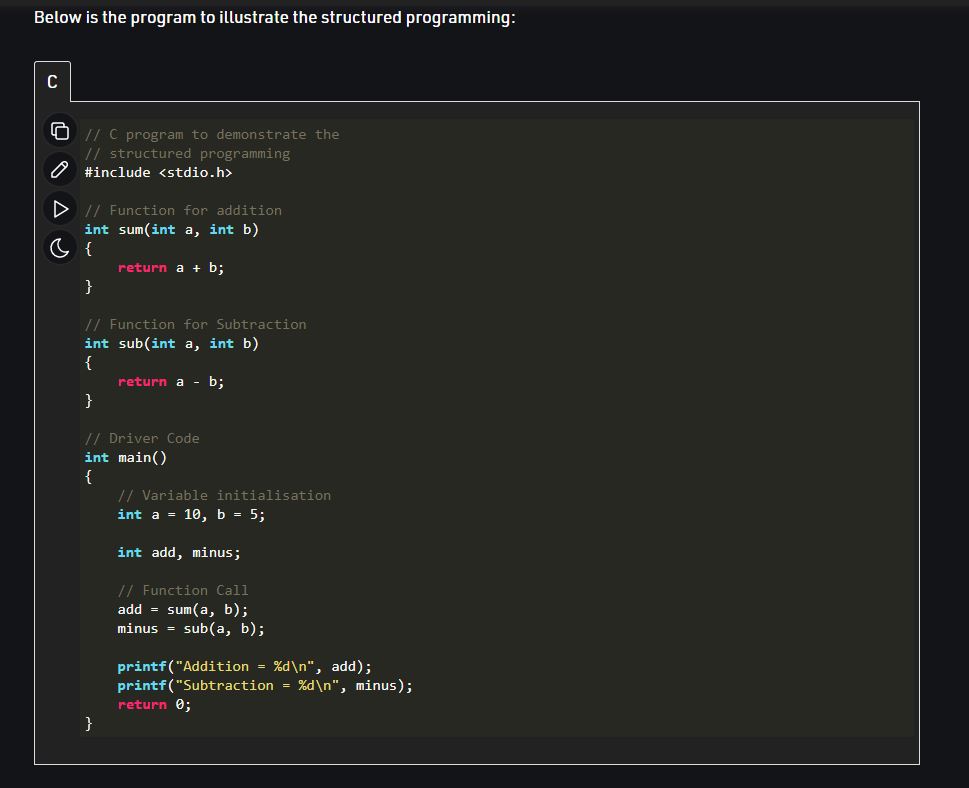 Below is the program to illustrate the structured programming:
C
// C program to demonstrate the
// structured programming
#include <stdio.h>
// Function for addition
int sum(int a, int b)
{
    return a + b;
}
// Function for Subtraction
int sub(int a, int b)
{
    return a - b;
}
// Driver Code
int main()
{
    // Variable initialisation
    int a = 10, b = 5;
    int add, minus;
    // Function Call
    add = sum(a, b);
    minus = sub(a, b);
    printf("Addition = %d\n", add);
    printf("Subtraction = %d\n", minus);
    return 0;
}